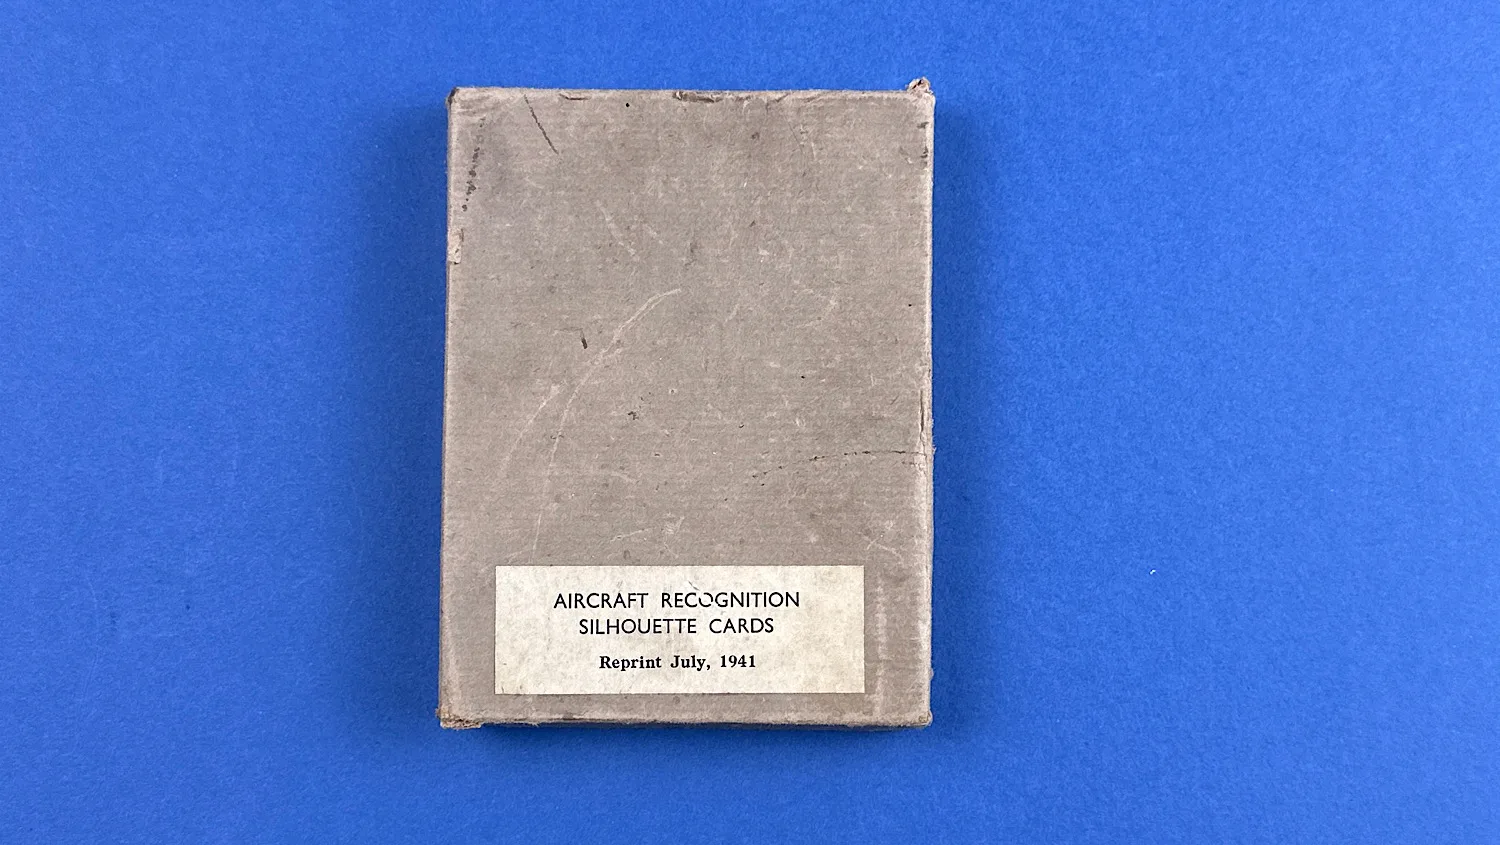 AIRCRAFT RECOGNITION
SILHOUETTE CARDS
Reprint July, 1941